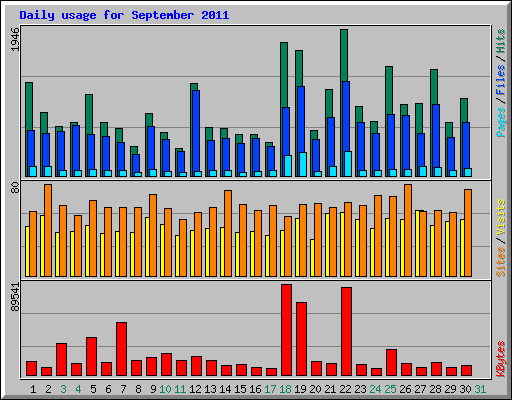 Daily usage for September 2011
1946
Pages / Files / Hits
80
Sites / Visits
89541
KBytes
1 2 3 4 5 6 7 8 9 10 11 12 13 14 15 16 17 18 19 20 21 22 23 24 25 26 27 28 29 30 31